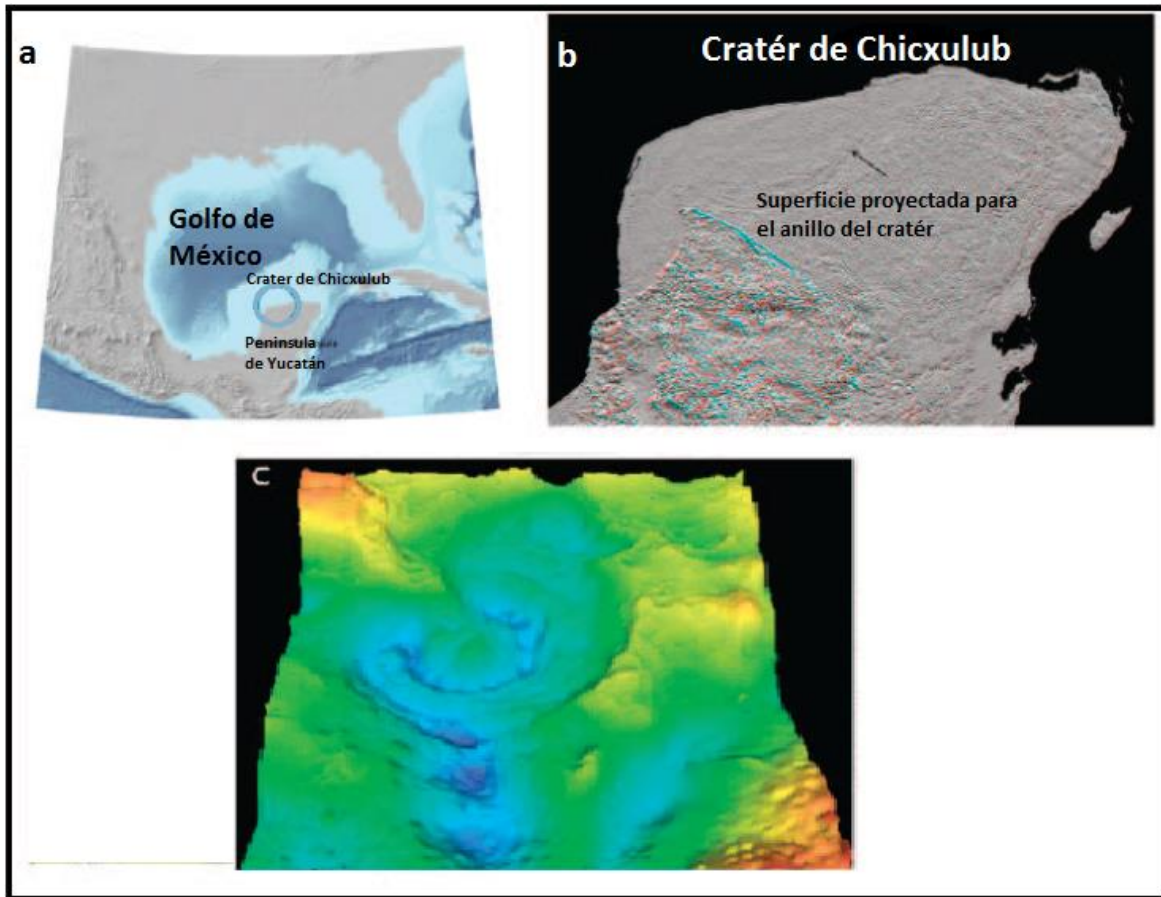 a
Golfo de
México
Crater de Chicxulub
Peninsula
de Yucatán
b
Cratér de Chicxulub
Superficie proyectada para
el anillo del cratér
C